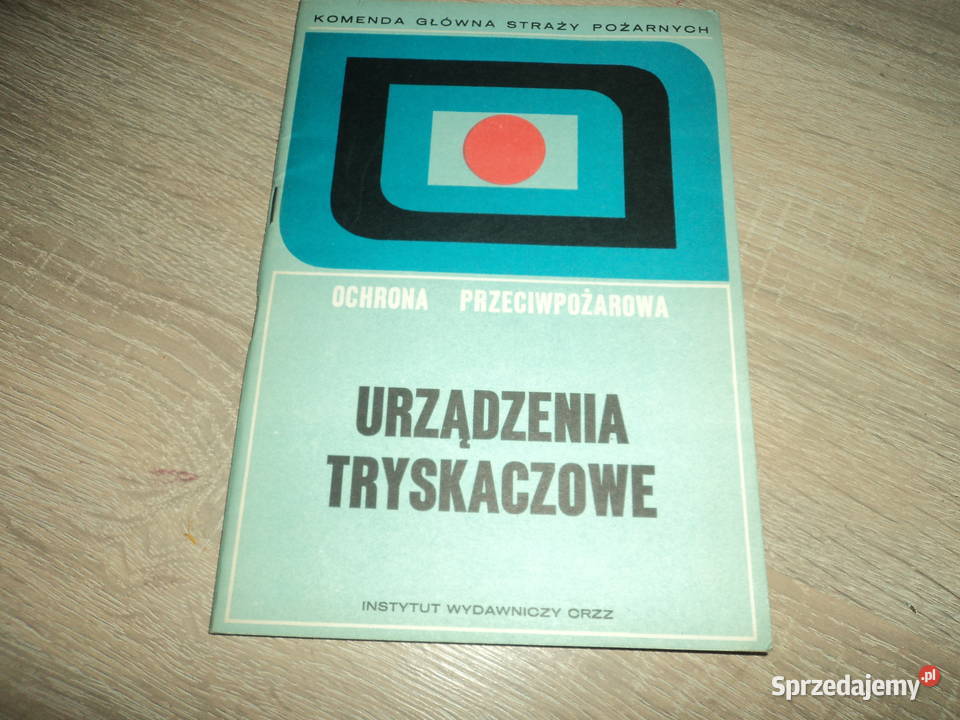 KOMENDA GŁÓWNA STRAŻY POŻARNYCH
OCHRONA PRZECIWPOŻAROWA
URZĄDZENIA
TRYSKACZOWE
INSTYTUT WYDAWNICZY CRZZ
Sprzedajemy.pl